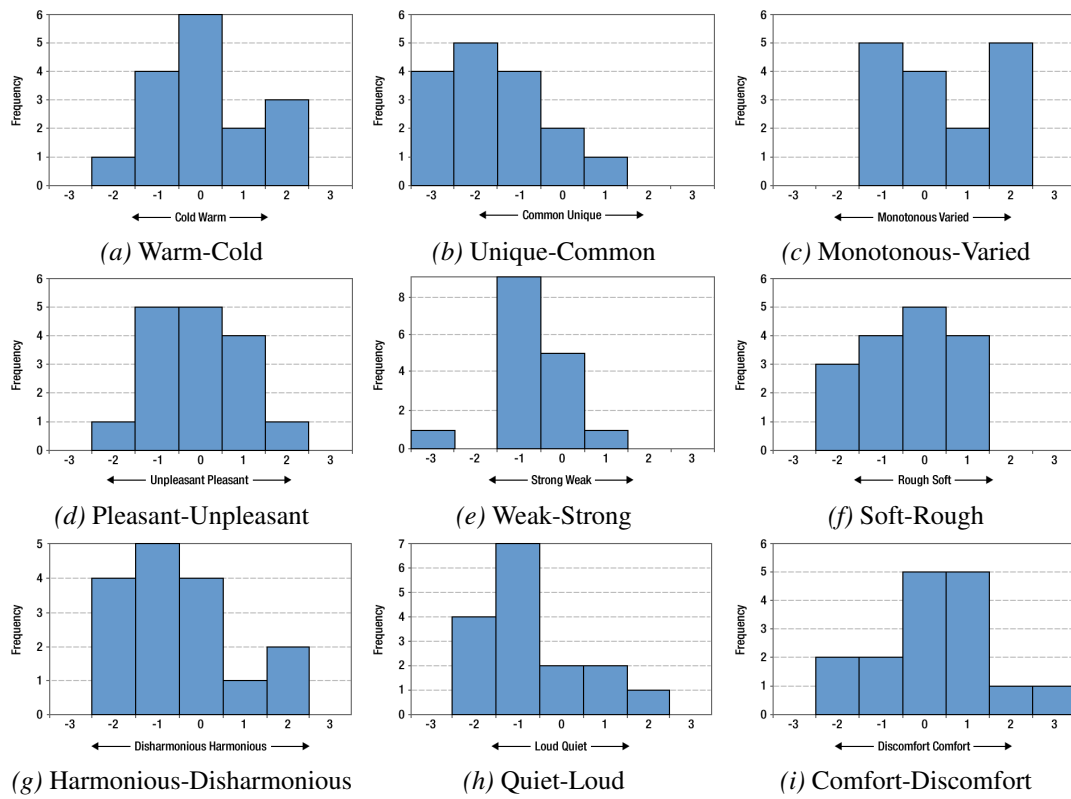 6
5
4
3
2
1
0
Frequency
-3 -2 -1 0 1 2 3
Cold Warm
(a) Warm-Cold
6
5
4
3
2
1
0
Frequency
-3 -2 -1 0 1 2 3
Common Unique
(b) Unique-Common
6
5
4
3
2
1
0
Frequency
-3 -2 -1 0 1 2 3
Monotonous Varied
(c) Monotonous-Varied
6
5
4
3
2
1
0
Frequency
-3 -2 -1 0 1 2 3
Unpleasant Pleasant
(d) Pleasant-Unpleasant
8
6
4
2
0
Frequency
-3 -2 -1 0 1 2 3
Strong Weak
(e) Weak-Strong
6
5
4
3
2
1
0
Frequency
-3 -2 -1 0 1 2 3
Rough Soft
(f) Soft-Rough
5
4
3
2
1
0
Frequency
-3 -2 -1 0 1 2 3
Disharmonious Harmonious
(g) Harmonious-Disharmonious
7
6
5
4
3
2
1
0
Frequency
-3 -2 -1 0 1 2 3
Loud Quiet
(h) Quiet-Loud
6
5
4
3
2
1
0
Frequency
-3 -2 -1 0 1 2 3
Discomfort Comfort
(i) Comfort-Discomfort